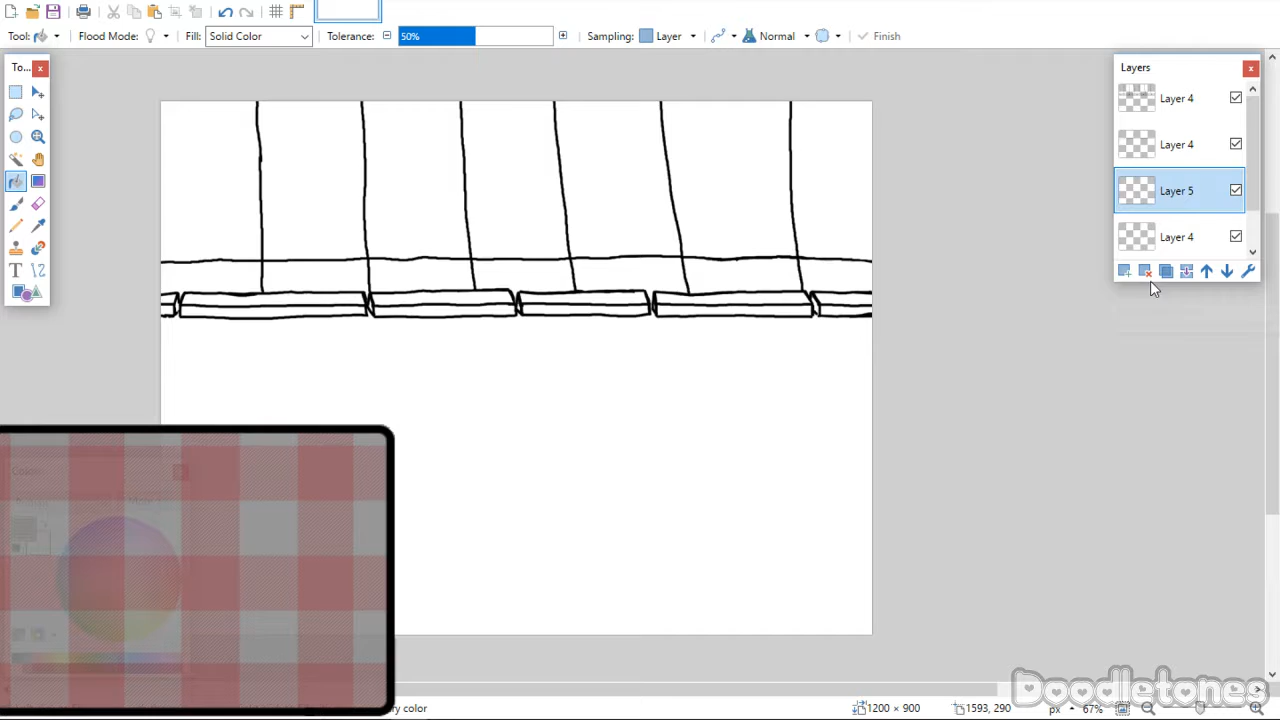 Tool:
Flood Mode:
Fill:
Solid Color
Tolerance:
50%
Sampling:
Layer
Normal
Finish
To...
Layers
Layer 4
Layer 4
Layer 5
Layer 4
T
ry color
1200 × 900
1593, 290
px
67%
Doodletones